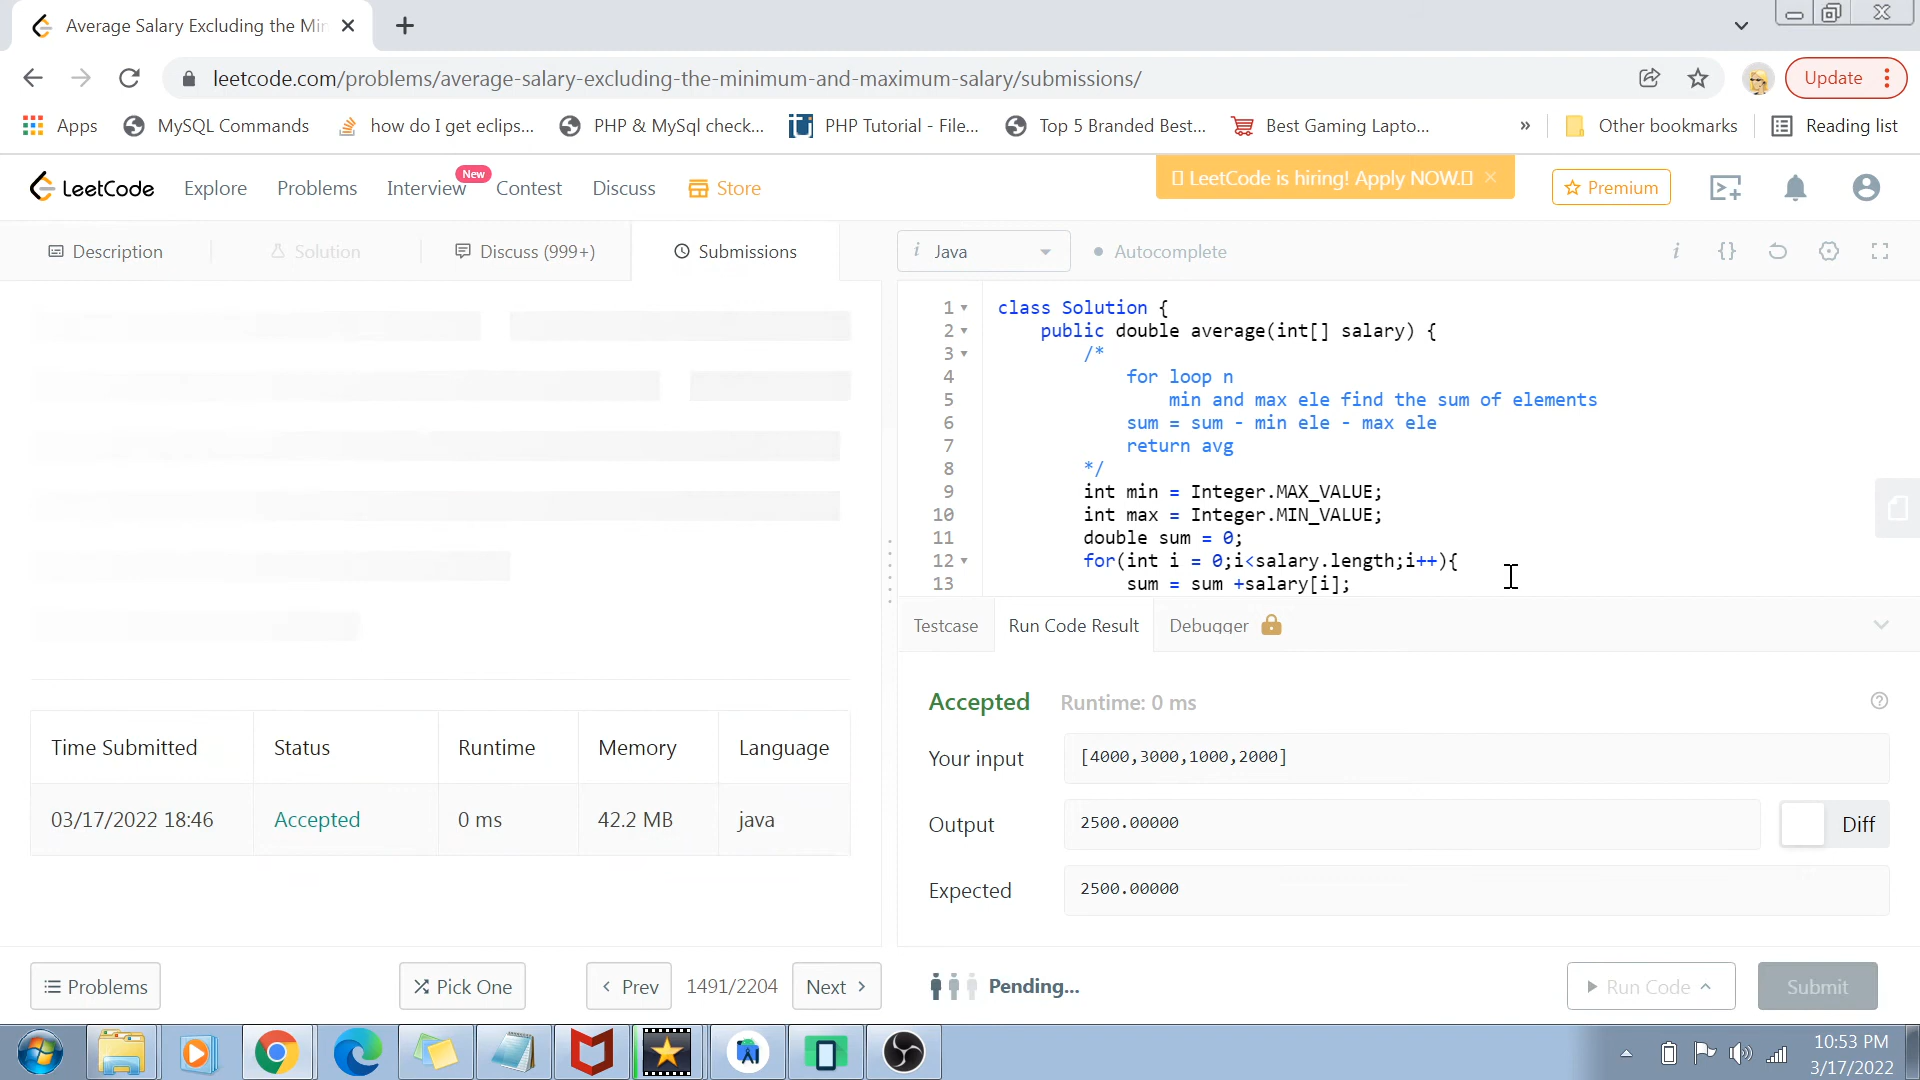 Average Salary Excluding the Min
leetcode.com/problems/average-salary-excluding-the-minimum-and-maximum-salary/submissions/
Update
Apps
MySQL Commands
how do I get eclips...
PHP & MySql check...
PHP Tutorial - File...
Top 5 Branded Best...
Best Gaming Lapto...
»
Other bookmarks
Reading list
LeetCode
Explore
Problems
Interview
New
Contest
Discuss
Store
LeetCode is hiring! Apply NOW.
Premium
Description
Solution
Discuss (999+)
Submissions
i Java
Autocomplete
1 class Solution {
2 public double average(int[] salary) {
3 /*
4 for loop n
5 min and max ele find the sum of elements
6 sum = sum - min ele - max ele
7 return avg
8 */
9 int min = Integer.MAX_VALUE;
10 int max = Integer.MIN_VALUE;
11 double sum = 0;
12 for(int i = 0;i<salary.length;i++){
13 sum = sum +salary[i];
Testcase
Run Code Result
Debugger
Accepted
Runtime: 0 ms
Your input
[4000,3000,1000,2000]
Output
2500.00000
Diff
Expected
2500.00000
Time Submitted
Status
Runtime
Memory
Language
03/17/2022 18:46
Accepted
0 ms
42.2 MB
java
Problems
Pick One
Prev
1491/2204
Next
Pending...
Run Code
Submit
10:53 PM
3/17/2022